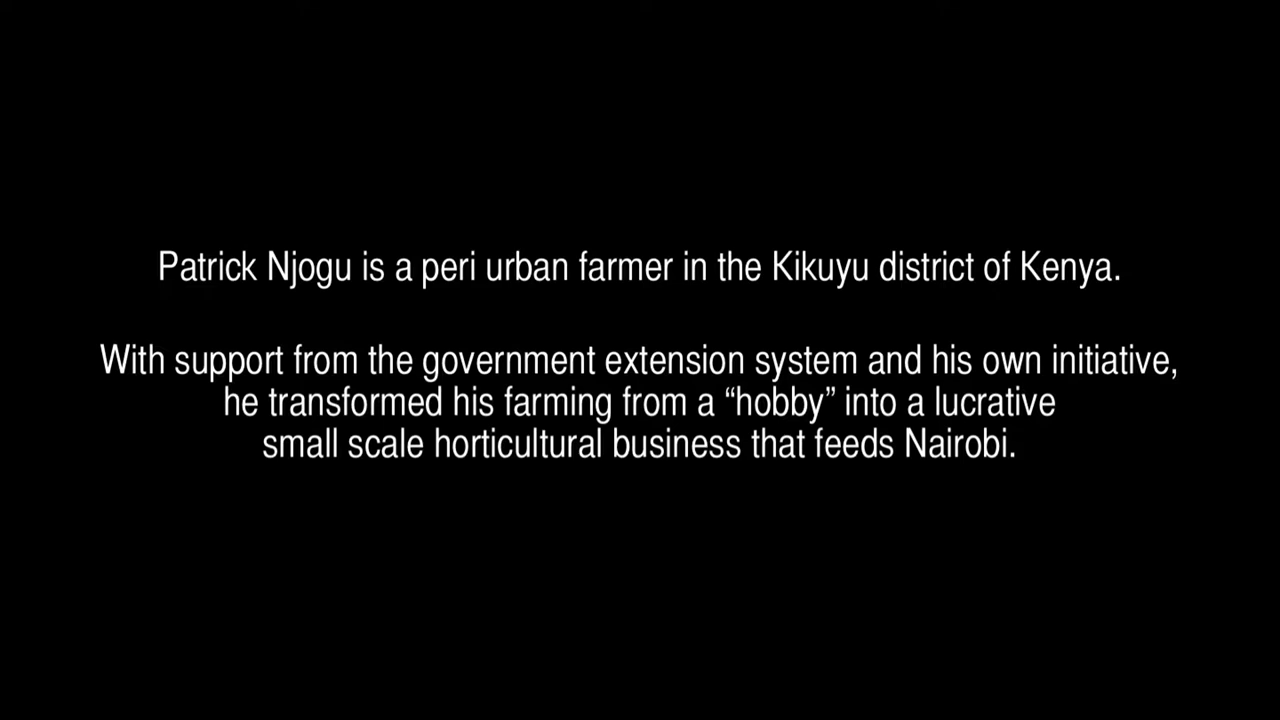 Patrick Njogu is a peri urban farmer in the Kikuyu district of Kenya.
With support from the government extension system and his own initiative,
he transformed his farming from a “hobby” into a lucrative
small scale horticultural business that feeds Nairobi.